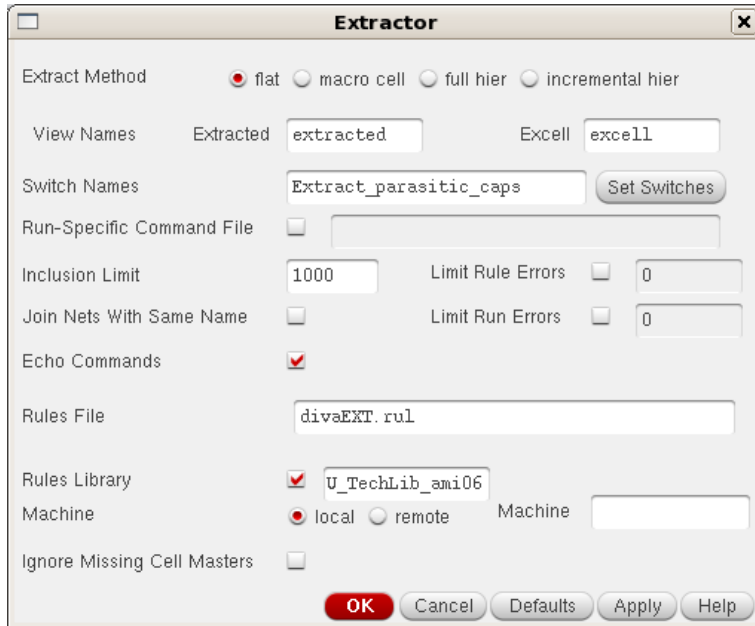 Extractor
Extract Method flat macro cell full hier incremental hier
View Names Extracted extracted Excell excell
Switch Names Extract_parasitic_caps Set Switches
Run-Specific Command File
Inclusion Limit 1000 Limit Rule Errors 0
Join Nets With Same Name Limit Run Errors 0
Echo Commands
Rules File divaEXT.rul
Rules Library U_TechLib_ami06
Machine local remote Machine
Ignore Missing Cell Masters
OK Cancel Defaults Apply Help